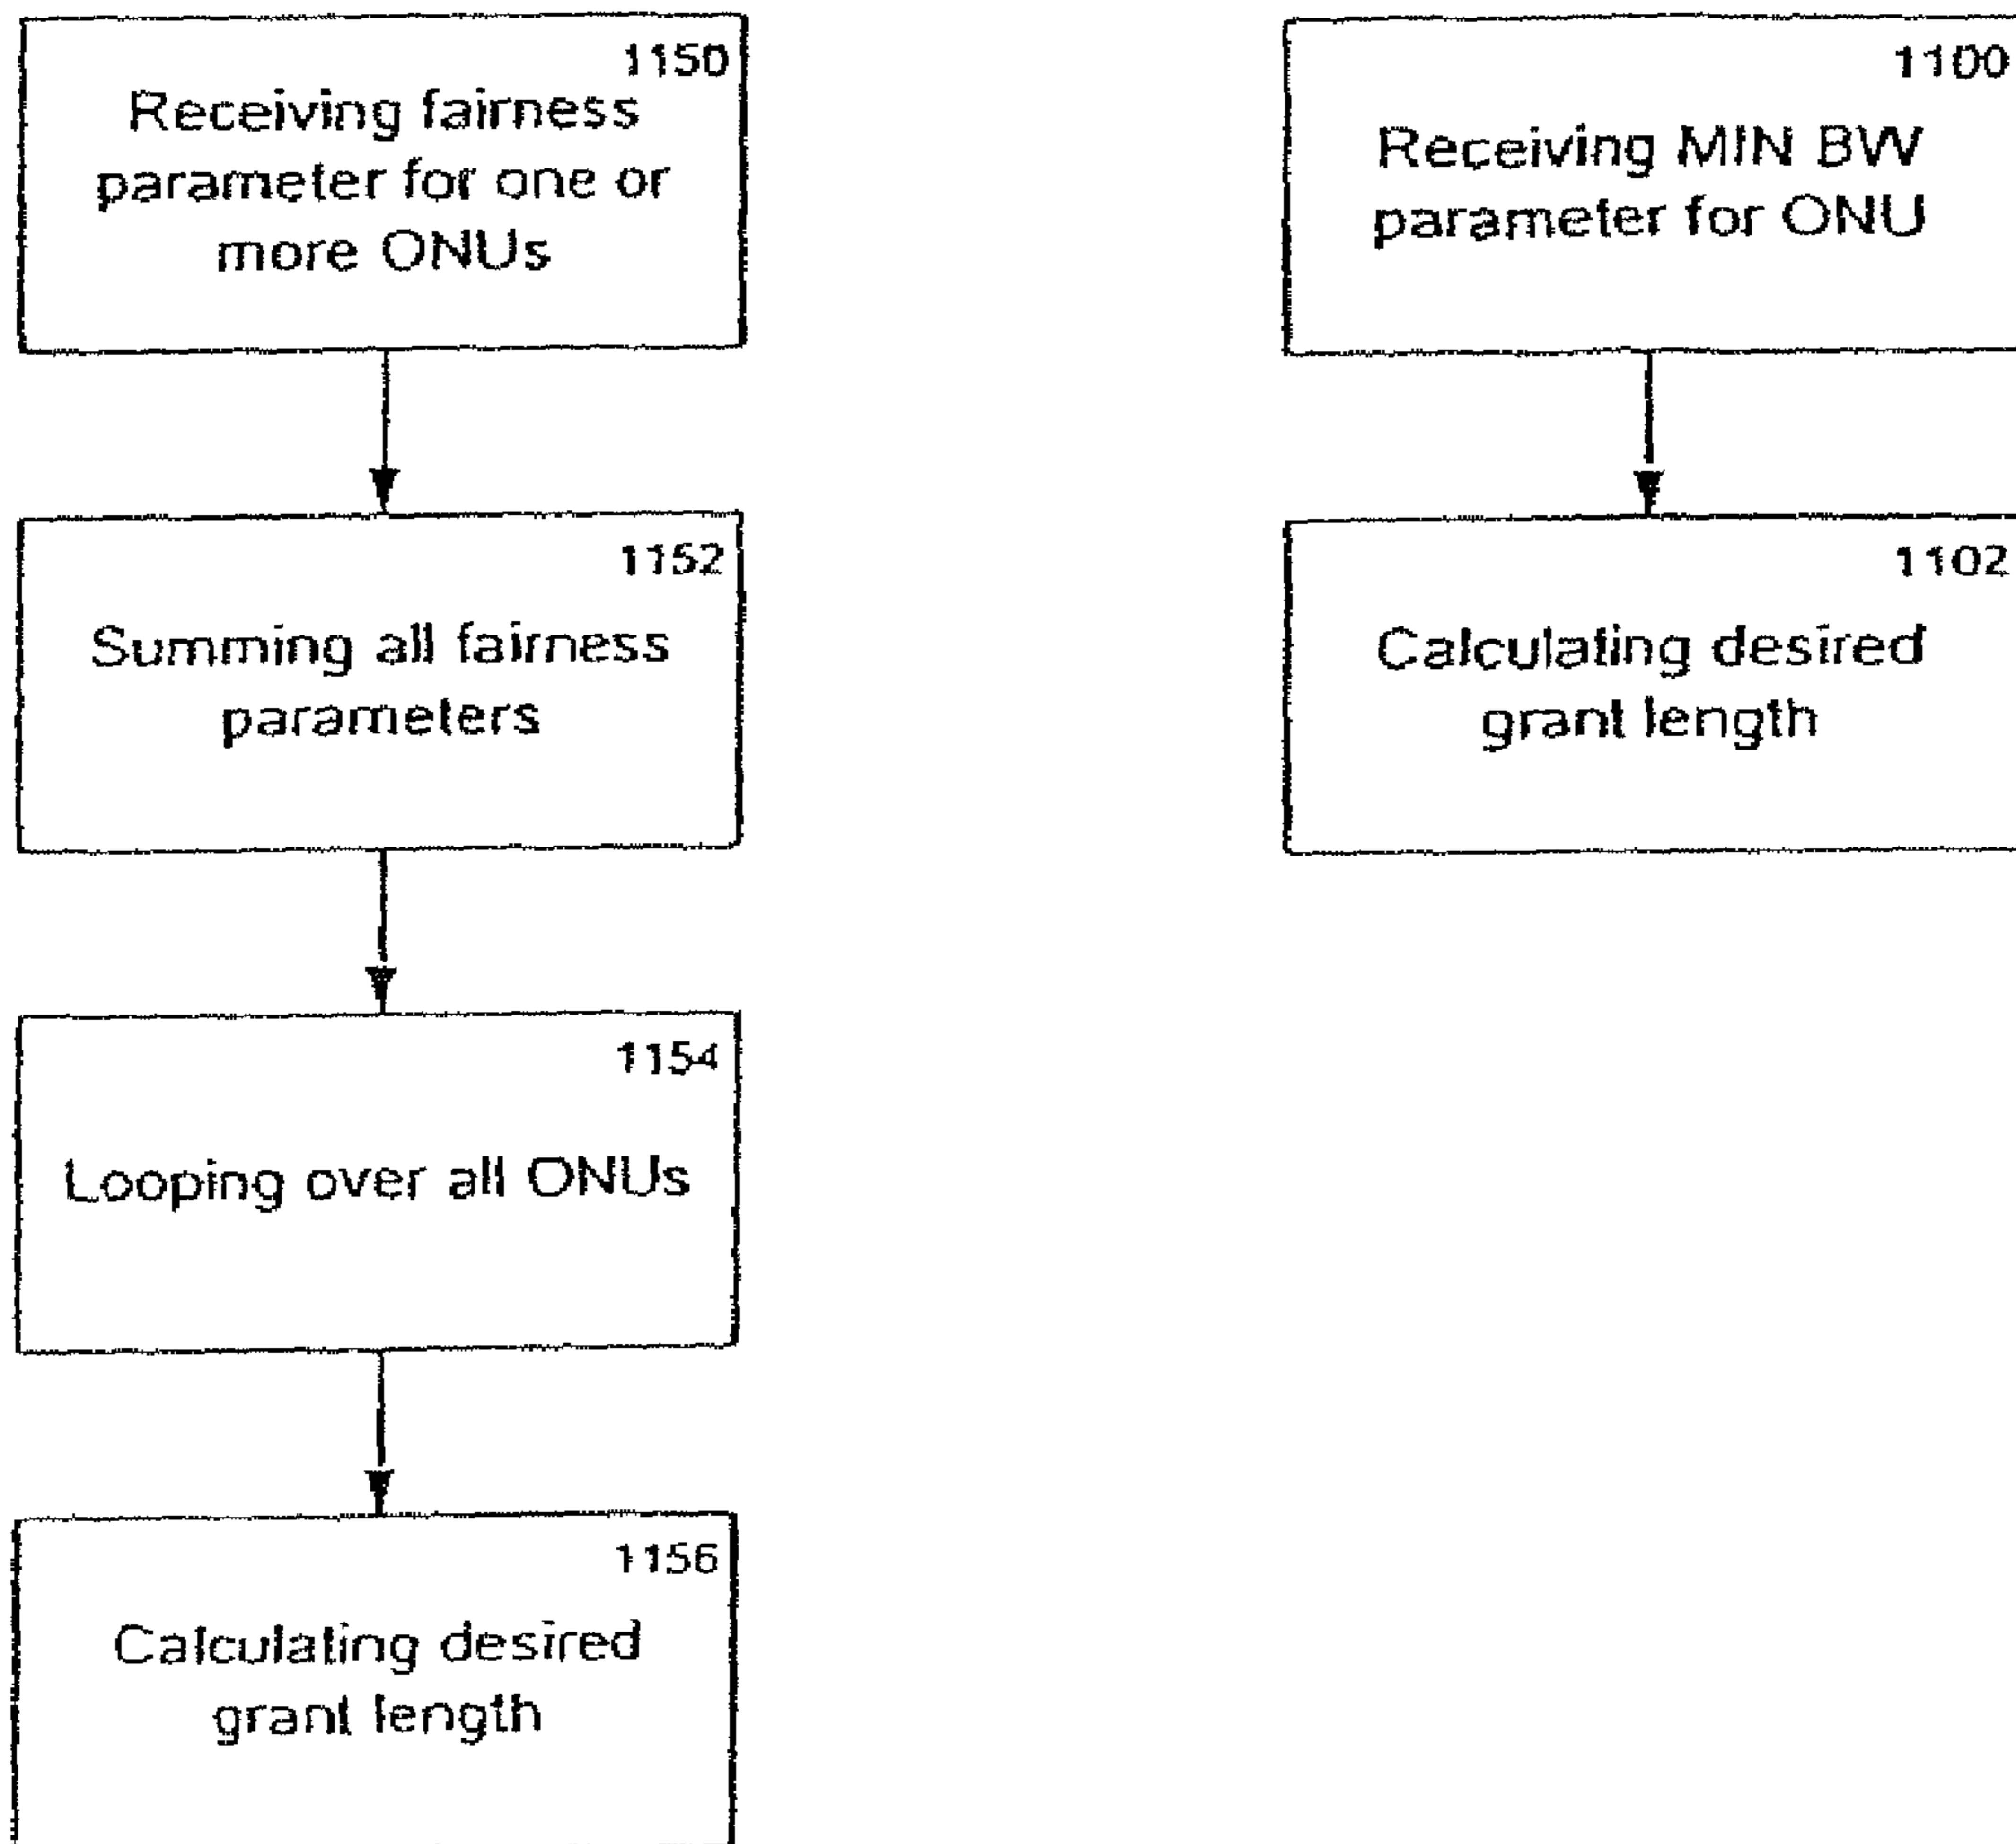 1150
Receiving fairness
parameter for one or
more ONUs
1152
Summing all fairness
parameters
1154
Looping over all ONUs
1156
Calculating desired
grant length
1100
Receiving MIN BW
parameter for ONU
1102
Calculating desired
grant length